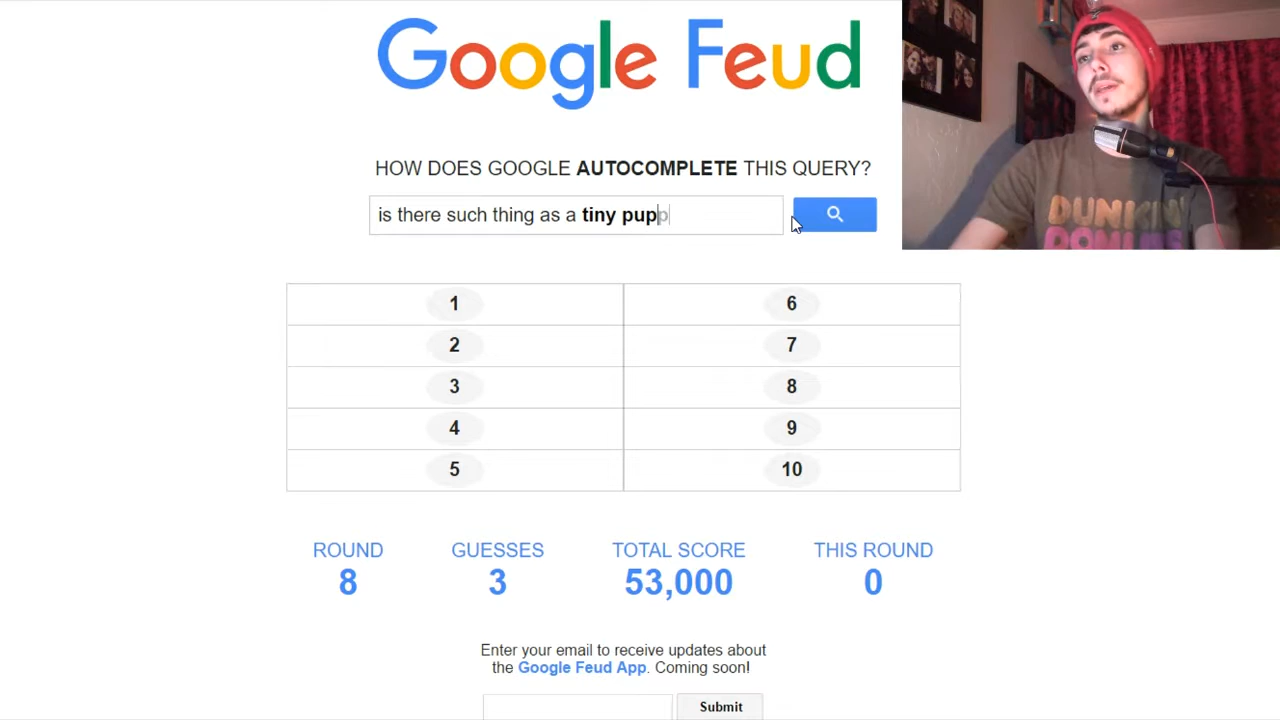 Google Feud
HOW DOES GOOGLE AUTOCOMPLETE THIS QUERY?
is there such thing as a tiny pupp
1 6
2 7
3 8
4 9
5 10
ROUND GUESSES TOTAL SCORE THIS ROUND
8 3 53,000 0
Enter your email to receive updates about
the Google Feud App. Coming soon!
Submit
DUNKIN'
DONUTS